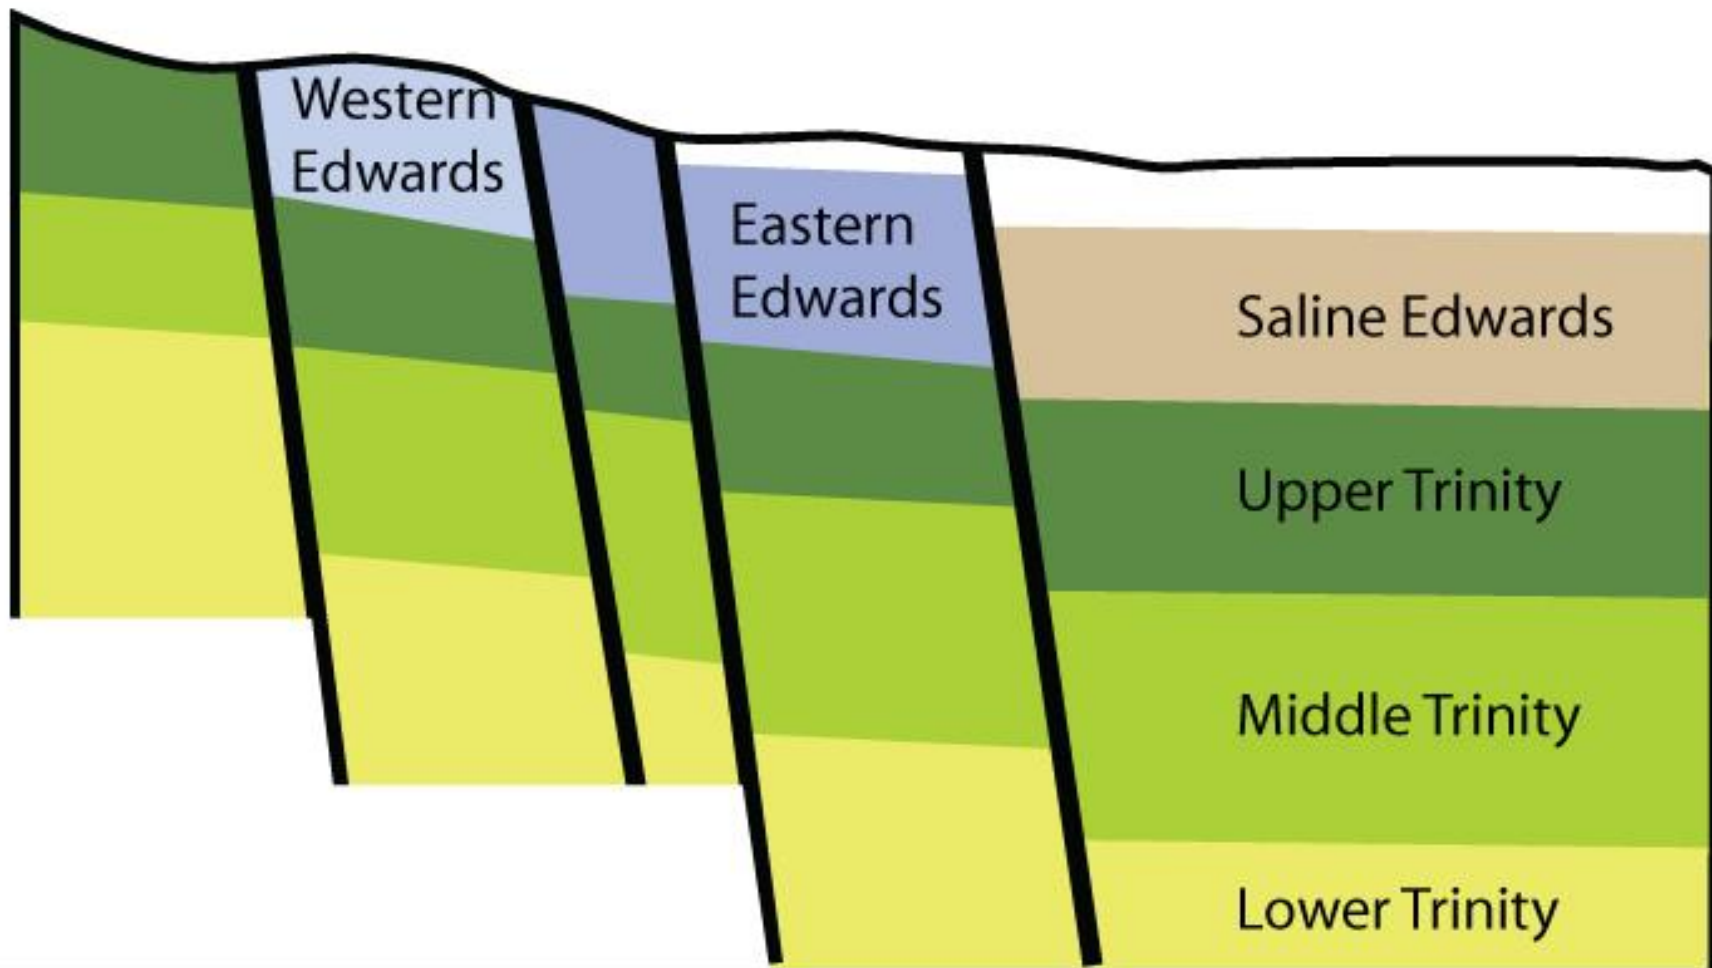 Western
Edwards
Eastern
Edwards
Saline Edwards
Upper Trinity
Middle Trinity
Lower Trinity